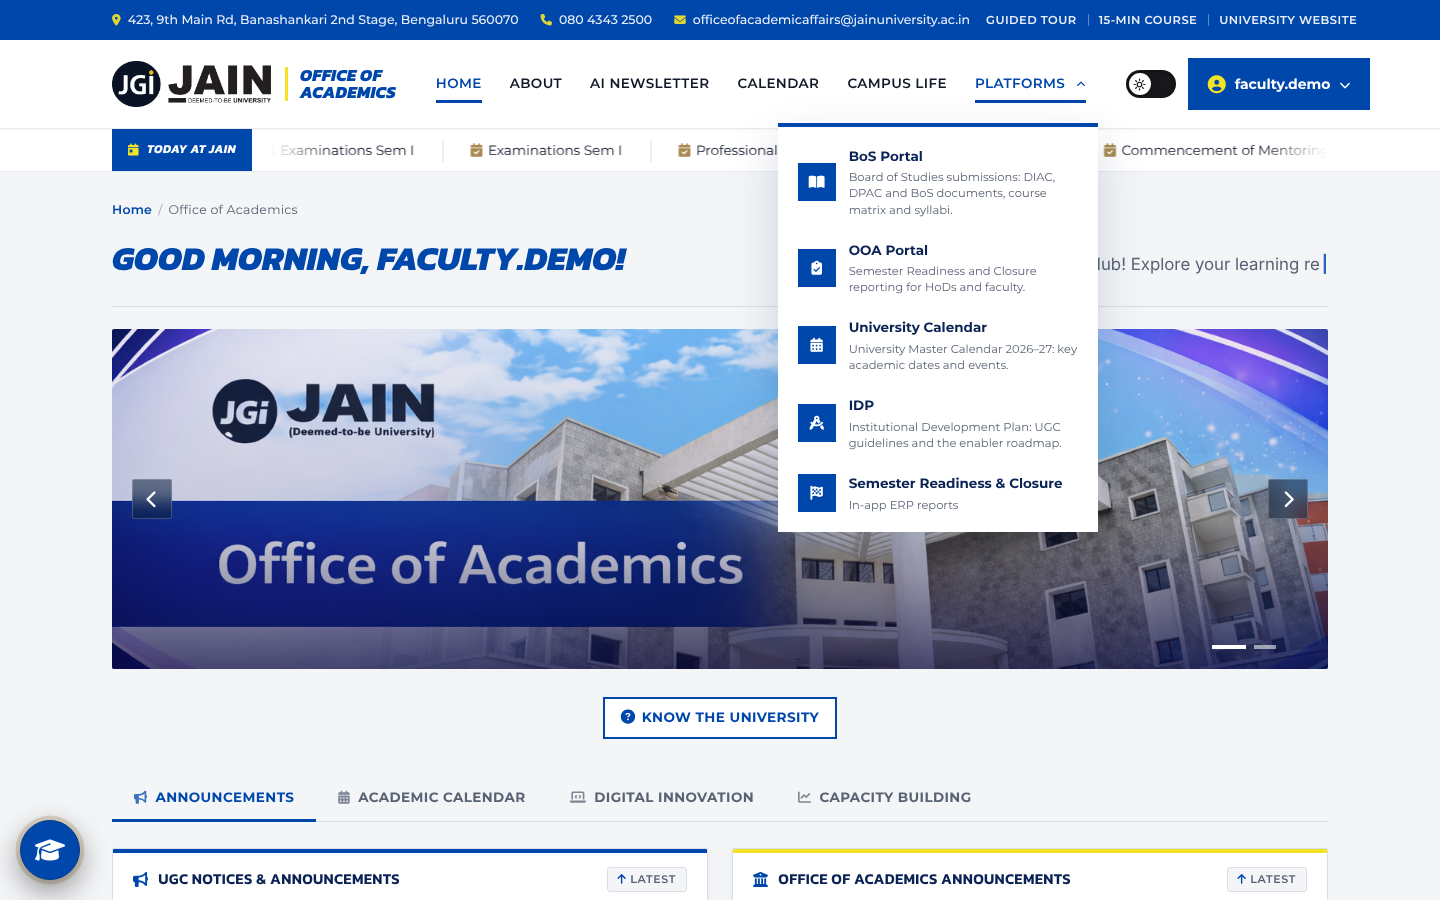 423, 9th Main Rd, Banashankari 2nd Stage, Bengaluru 560070
080 4343 2500
officeofacademicaffairs@jainuniversity.ac.in
GUIDED TOUR
15-MIN COURSE
UNIVERSITY WEBSITE
JGi JAIN
DEEMED-TO-BE UNIVERSITY
OFFICE OF
ACADEMICS
HOME
ABOUT
AI NEWSLETTER
CALENDAR
CAMPUS LIFE
PLATFORMS
faculty.demo
TODAY AT JAIN
Examinations Sem I
Examinations Sem I
Professional
Commencement of Mentoring
BoS Portal
Board of Studies submissions: DIAC,
DPAC and BoS documents, course
matrix and syllabi.
OOA Portal
Semester Readiness and Closure
reporting for HoDs and faculty.
University Calendar
University Master Calendar 2026–27: key
academic dates and events.
IDP
Institutional Development Plan: UGC
guidelines and the enabler roadmap.
Semester Readiness & Closure
In-app ERP reports
Home / Office of Academics
GOOD MORNING, FACULTY.DEMO!
! Explore your learning re
JGi JAIN
(Deemed-to-be University)
Office of Academics
KNOW THE UNIVERSITY
ANNOUNCEMENTS
ACADEMIC CALENDAR
DIGITAL INNOVATION
CAPACITY BUILDING
UGC NOTICES & ANNOUNCEMENTS
LATEST
OFFICE OF ACADEMICS ANNOUNCEMENTS
LATEST